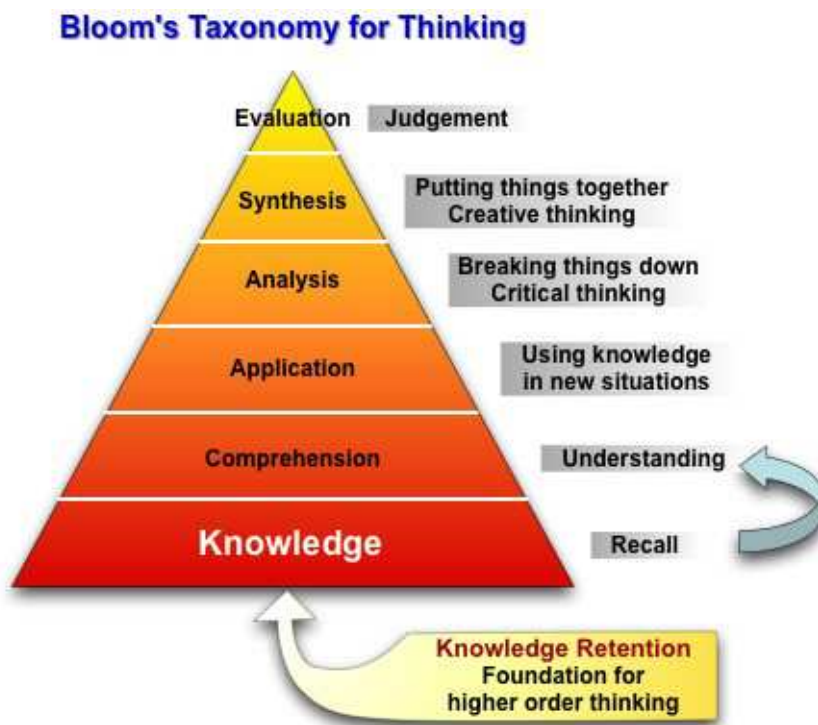 Bloom's Taxonomy for Thinking
Evaluation
Judgement
Synthesis
Putting things together
Creative thinking
Analysis
Breaking things down
Critical thinking
Application
Using knowledge
in new situations
Comprehension
Understanding
Knowledge
Recall
Knowledge Retention
Foundation for
higher order thinking